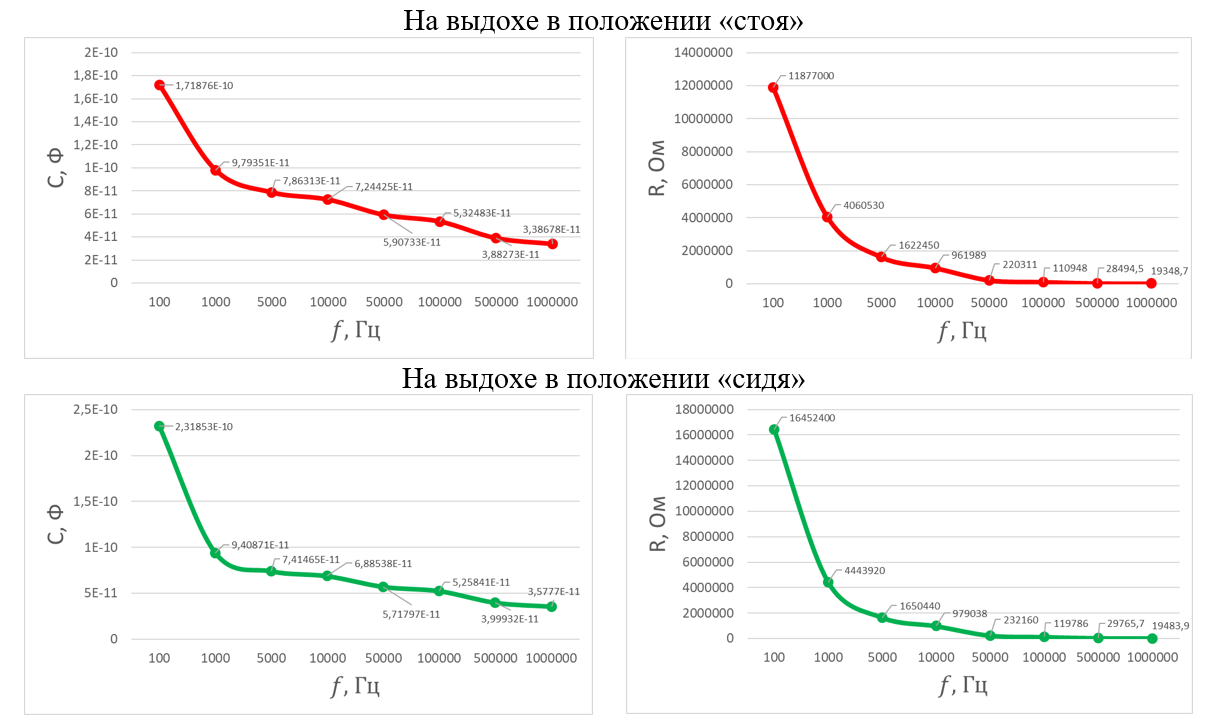 На выдохе в положении «стоя»
2E-10
1,8E-10
1,6E-10
1,4E-10
1,2E-10
1E-10
8E-11
6E-11
4E-11
2E-11
0
C, Ф
1,71876E-10
9,79351E-11
7,86313E-11
7,24425E-11
5,90733E-11
5,32483E-11
3,88273E-11
3,38678E-11
100 1000 5000 10000 50000 100000 500000 1000000
f, Гц
14000000
12000000
10000000
8000000
6000000
4000000
2000000
0
R, Ом
11877000
4060530
1622450
961989
220311
110948
28494,5
19348,7
100 1000 5000 10000 50000 100000 500000 1000000
f, Гц
На выдохе в положении «сидя»
2,5E-10
2E-10
1,5E-10
1E-10
5E-11
0
C, Ф
2,31853E-10
9,40871E-11
7,41465E-11
6,88538E-11
5,71797E-11
5,25841E-11
3,99932E-11
3,5777E-11
100 1000 5000 10000 50000 100000 500000 1000000
f, Гц
18000000
16000000
14000000
12000000
10000000
8000000
6000000
4000000
2000000
0
R, Ом
16452400
4443920
1650440
979038
232160
119786
29765,7
19483,9
100 1000 5000 10000 50000 100000 500000 1000000
f, Гц